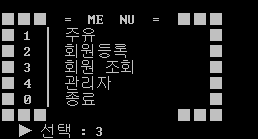 = ME NU =
1 주유
2 회원등록
3 회원 조회
4 관리자
0 종료
▶ 선택 : 3